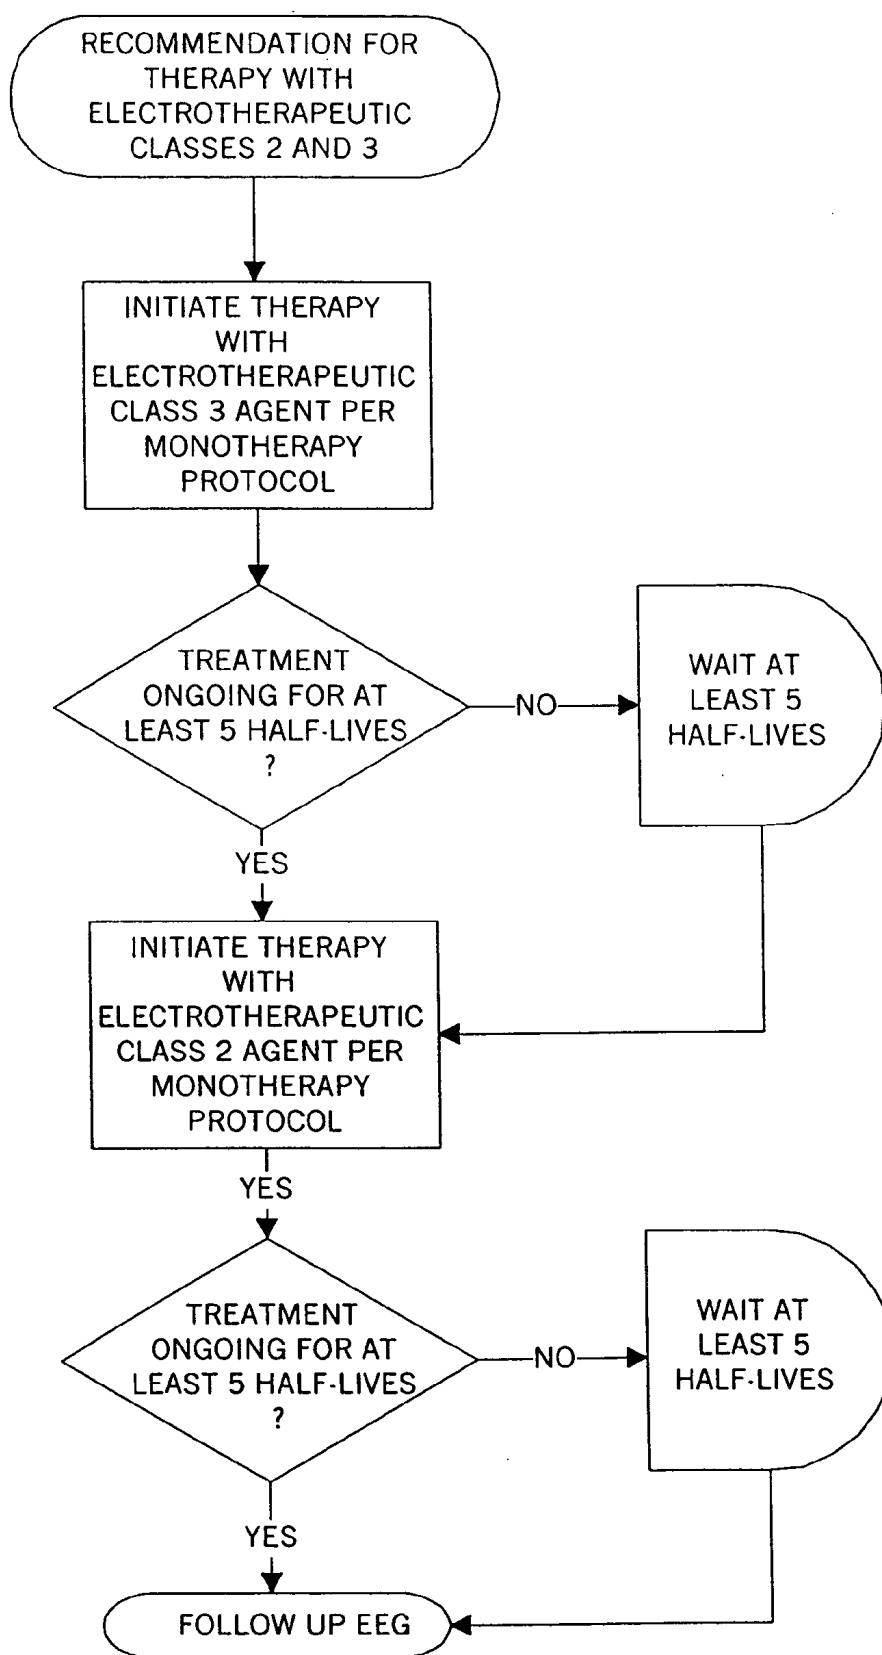 RECOMMENDATION FOR
THERAPY WITH
ELECTROTHERAPEUTIC
CLASSES 2 AND 3
INITIATE THERAPY
WITH
ELECTROTHERAPEUTIC
CLASS 3 AGENT PER
MONOTHERAPY
PROTOCOL
TREATMENT
ONGOING FOR AT
LEAST 5 HALF-LIVES
?
NO
WAIT AT
LEAST 5
HALF-LIVES
YES
INITIATE THERAPY
WITH
ELECTROTHERAPEUTIC
CLASS 2 AGENT PER
MONOTHERAPY
PROTOCOL
YES
TREATMENT
ONGOING FOR AT
LEAST 5 HALF-LIVES
?
NO
WAIT AT
LEAST 5
HALF-LIVES
YES
FOLLOW UP EEG